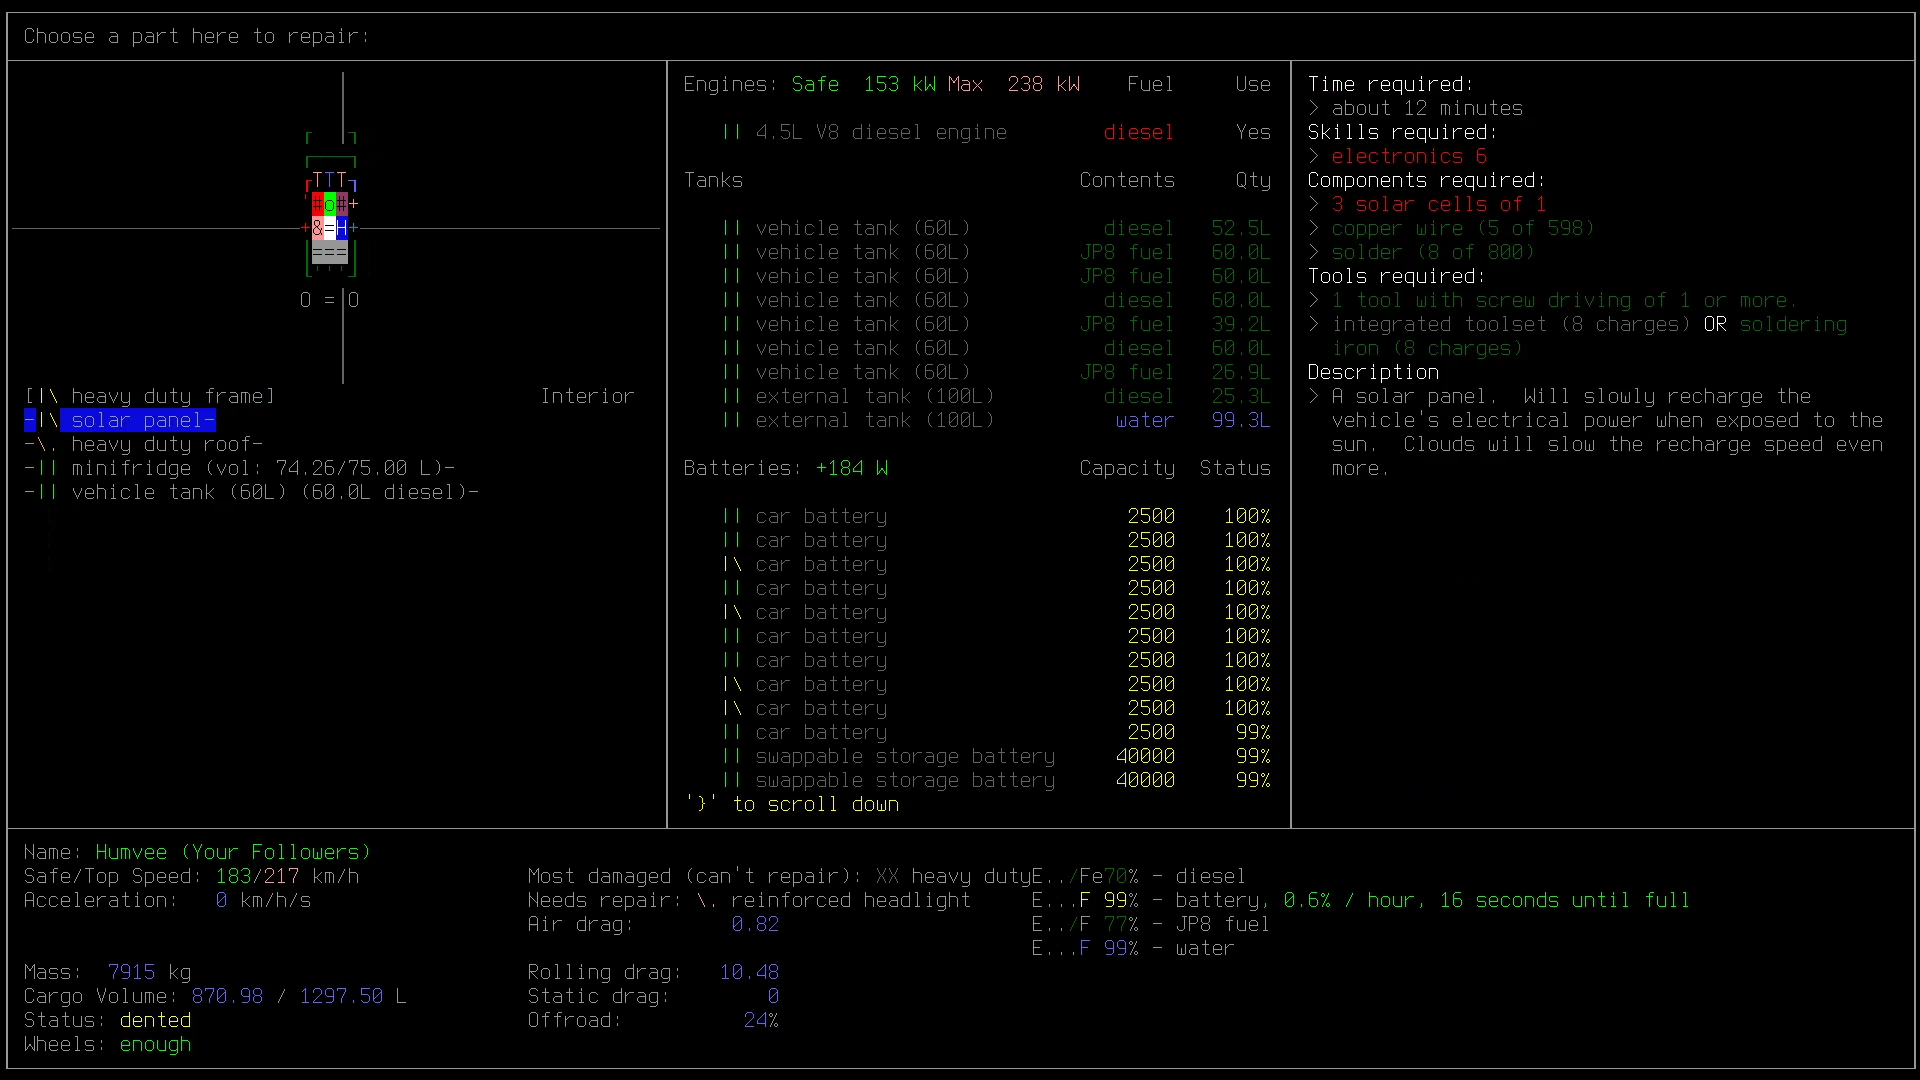 Choose a part here to repair:
[|\ heavy duty frame] Interior
-|\ solar panel-
-\. heavy duty roof-
-|| minifridge (vol: 74.26/75.00 L)-
-|| vehicle tank (60L) (60.0L diesel)-
Engines: Safe 153 kW Max 238 kW Fuel Use
|| 4.5L V8 diesel engine diesel Yes
Tanks Contents Qty
|| vehicle tank (60L) diesel 52.5L
|| vehicle tank (60L) JP8 fuel 60.0L
|| vehicle tank (60L) JP8 fuel 60.0L
|| vehicle tank (60L) diesel 60.0L
|| vehicle tank (60L) JP8 fuel 39.2L
|| vehicle tank (60L) diesel 60.0L
|| vehicle tank (60L) JP8 fuel 26.9L
|| external tank (100L) diesel 25.3L
|| external tank (100L) water 99.3L
Batteries: +184 W Capacity Status
|| car battery 2500 100%
|| car battery 2500 100%
|\ car battery 2500 100%
|| car battery 2500 100%
|\ car battery 2500 100%
|| car battery 2500 100%
|| car battery 2500 100%
|\ car battery 2500 100%
|\ car battery 2500 100%
|| car battery 2500 99%
|| swappable storage battery 40000 99%
|| swappable storage battery 40000 99%
'}' to scroll down
Time required:
> about 12 minutes
Skills required:
> electronics 6
Components required:
> 3 solar cells of 1
> copper wire (5 of 598)
> solder (8 of 800)
Tools required:
> 1 tool with screw driving of 1 or more.
> integrated toolset (8 charges) OR soldering
iron (8 charges)
Description
> A solar panel. Will slowly recharge the
vehicle's electrical power when exposed to the
sun. Clouds will slow the recharge speed even
more.
Name: Humvee (Your Followers)
Safe/Top Speed: 183/217 km/h
Acceleration: 0 km/h/s
Mass: 7915 kg
Cargo Volume: 870.98 / 1297.50 L
Status: dented
Wheels: enough
Most damaged (can't repair): XX heavy duty
Needs repair: \. reinforced headlight
Air drag: 0.82
Rolling drag: 10.48
Static drag: 0
Offroad: 24%
E../Fe70% - diesel
E...F 99% - battery, 0.6% / hour, 16 seconds until full
E../F 77% - JP8 fuel
E...F 99% - water